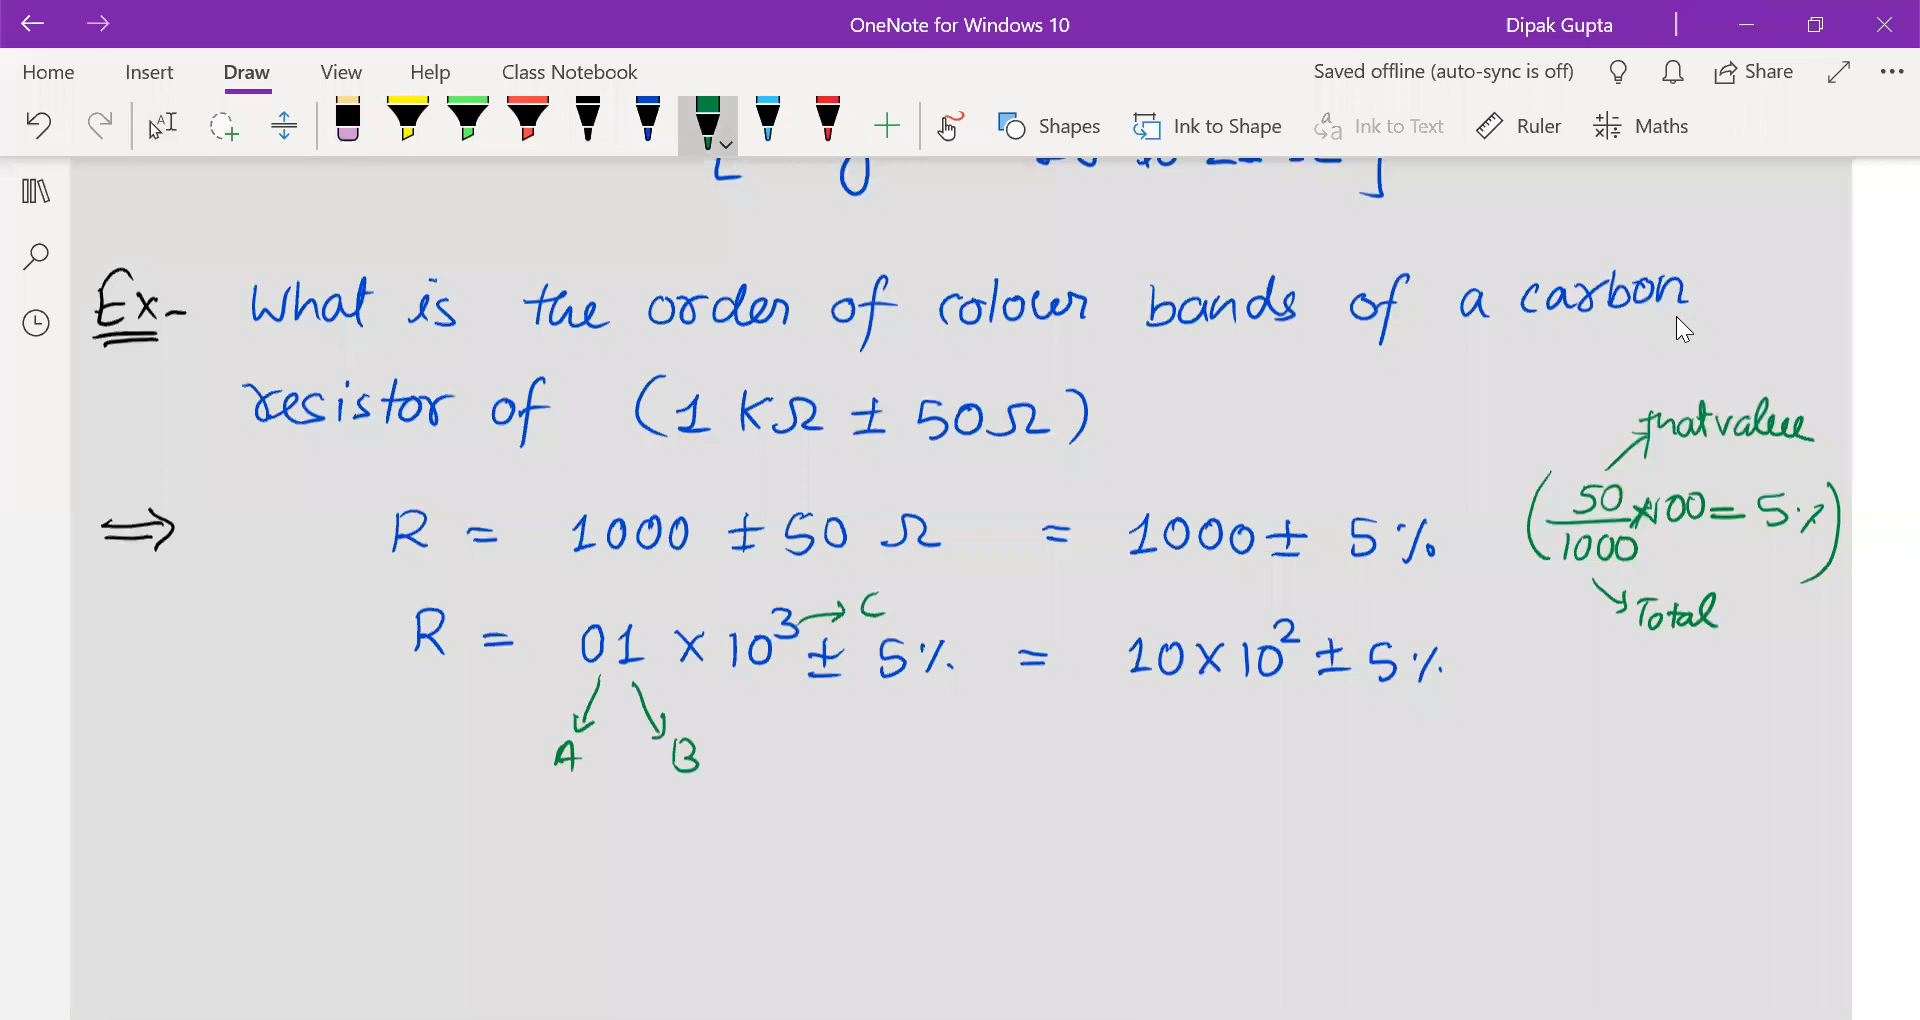 OneNote for Windows 10
Dipak Gupta
Home Insert Draw View Help Class Notebook
Saved offline (auto-sync is off) Share
Shapes Ink to Shape Ink to Text Ruler Maths
Ex- What is the order of colour bands of a carbon
resistor of (1 KΩ ± 50Ω)
⇒ R = 1000 ± 50 Ω = 1000 ± 5 %
that value
(50/1000 × 100 = 5 %)
Total
R = 01 × 10³ ± 5 % = 10 × 10² ± 5 %
→ C
A B